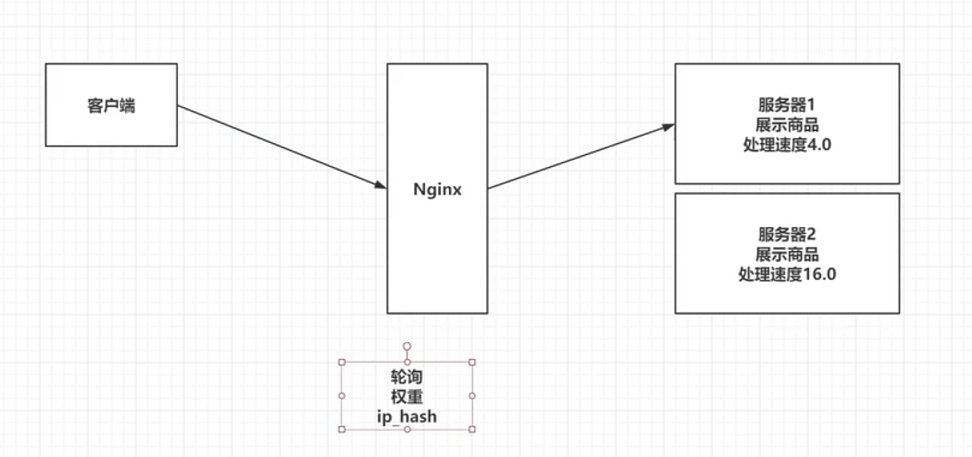 客户端
Nginx
服务器1
展示商品
处理速度4.0
服务器2
展示商品
处理速度16.0
轮询
权重
ip_hash